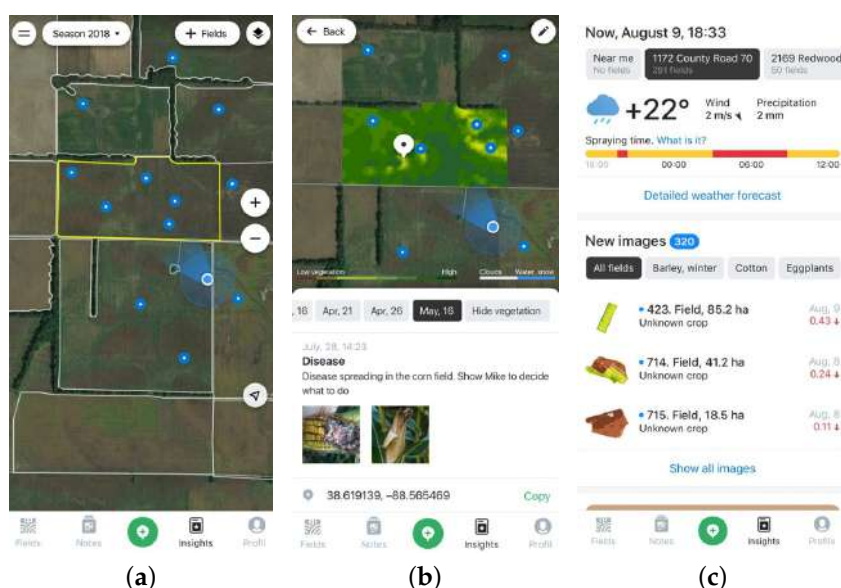 Season 2018
+ Fields
Fields
Notes
Insights
Profil
(a)
Back
Low vegetation
High
Clouds
Water, snow
, 16
Apr, 21
Apr, 26
May, 16
Hide vegetation
July, 28, 14:23
Disease
Disease spreading in the corn field. Show Mike to decide
what to do
38.619139, -88.565469
Copy
Fields
Notes
Insights
Profil
(b)
Now, August 9, 18:33
Near me
No fields
1172 County Road 70
291 fields
2169 Redwood
50 fields
+22°
Wind
2 m/s
Precipitation
2 mm
Spraying time. What is it?
18:00
00:00
06:00
12:00
Detailed weather forecast
New images 320
All fields
Barley, winter
Cotton
Eggplants
423. Field, 85.2 ha
Unknown crop
Aug, 9
0.43 ↓
714. Field, 41.2 ha
Unknown crop
Aug, 8
0.24 ↓
715. Field, 18.5 ha
Unknown crop
Aug, 8
0.11 ↓
Show all images
Fields
Notes
Insights
Profil
(c)